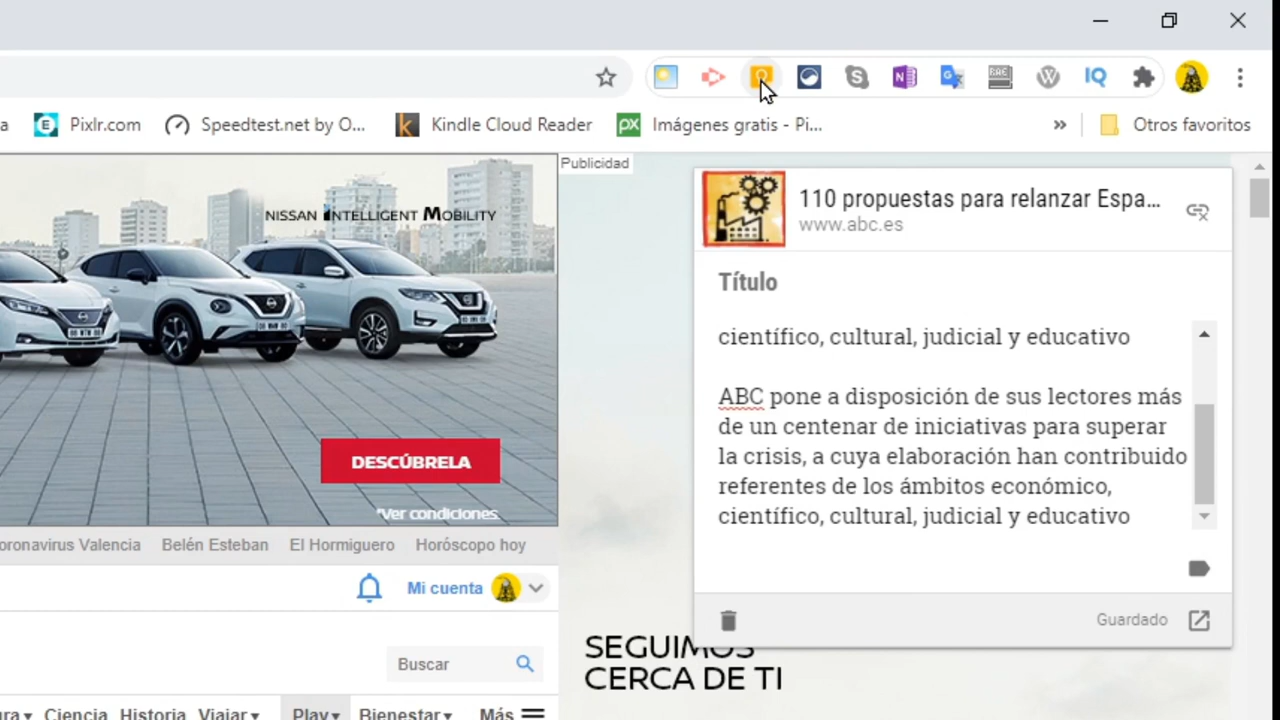 Pixlr.com
Speedtest.net by O...
Kindle Cloud Reader
Imágenes gratis - Pi...
»
Otros favoritos
Publicidad
NISSAN INTELLIGENT MOBILITY
110 propuestas para relanzar Espa...
www.abc.es
Título
científico, cultural, judicial y educativo
ABC pone a disposición de sus lectores más
de un centenar de iniciativas para superar
la crisis, a cuya elaboración han contribuido
referentes de los ámbitos económico,
científico, cultural, judicial y educativo
Guardado
DESCÚBRELA
*Ver condiciones
oronavirus Valencia
Belén Esteban
El Hormiguero
Horóscopo hoy
Mi cuenta
SEGUIMOS
CERCA DE TI
Buscar
ura
Ciencia
Historia
Viajar
Play
Bienestar
Más